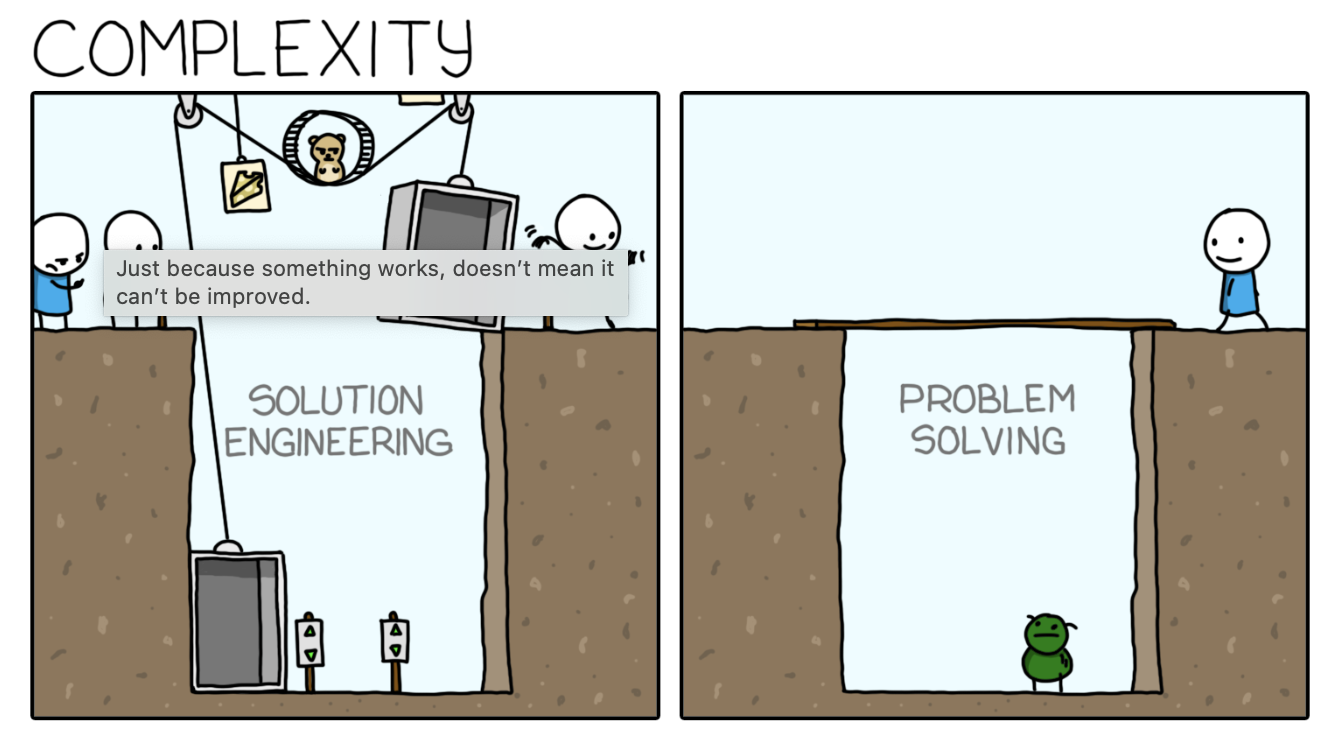 COMPLEXITY
Just because something works, doesn’t mean it
can’t be improved.
SOLUTION
ENGINEERING
PROBLEM
SOLVING